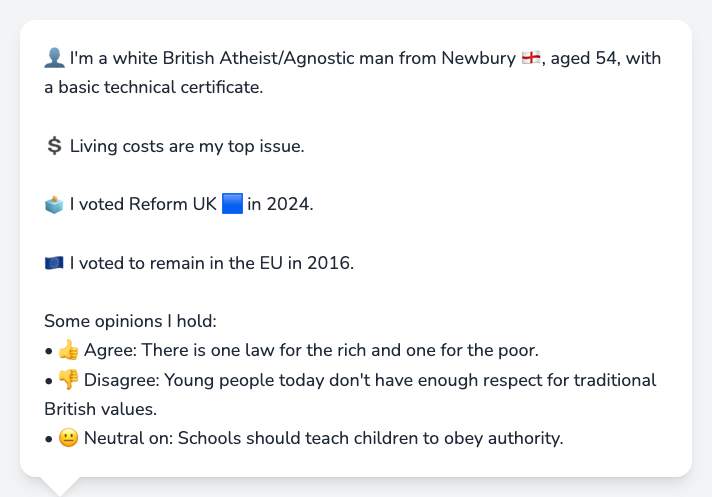 👤 I'm a white British Atheist/Agnostic man from Newbury 🏴󠁧󠁢󠁥󠁮󠁧󠁿, aged 54, with
a basic technical certificate.
💲 Living costs are my top issue.
🗳️ I voted Reform UK 🟦 in 2024.
🇪🇺 I voted to remain in the EU in 2016.
Some opinions I hold:
• 👍 Agree: There is one law for the rich and one for the poor.
• 👎 Disagree: Young people today don't have enough respect for traditional
British values.
• 😐 Neutral on: Schools should teach children to obey authority.